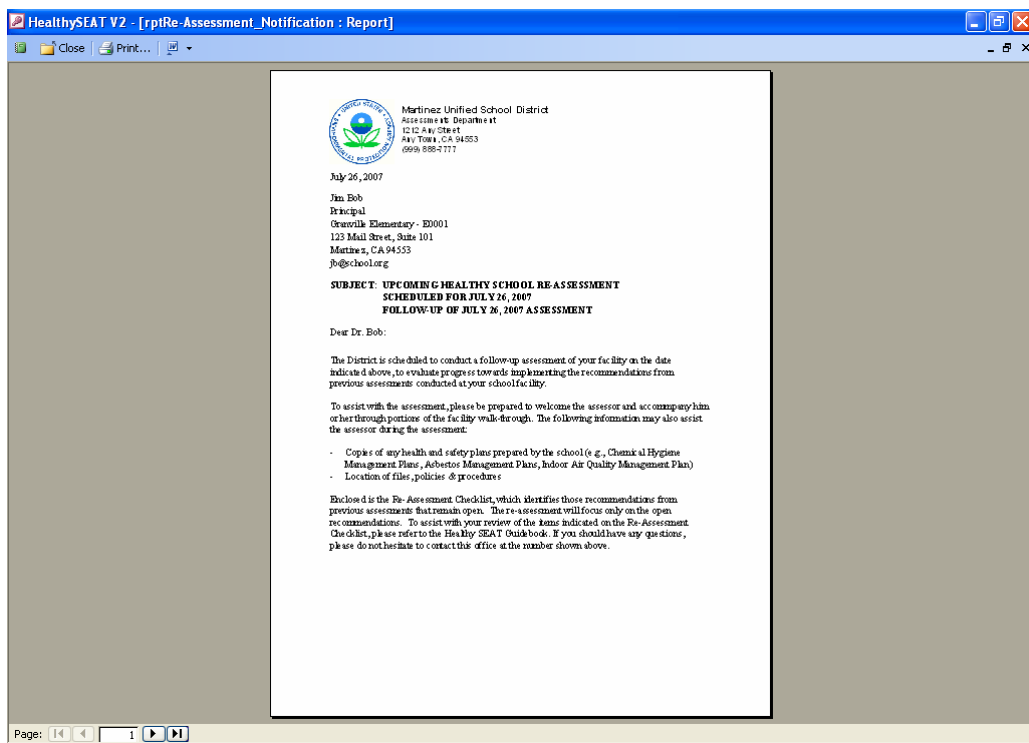 HealthySEAT V2 - [rptRe-Assessment_Notification : Report]
Close Print...
UNITED STATES ENVIRONMENTAL PROTECTION AGENCY
Martinez Unified School District
Assessments Department
1212 Any Street
Any Town, CA 94553
(999) 888-7777
July 26, 2007
Jim Bob
Principal
Granville Elementary - E0001
123 Mail Street, Suite 101
Martinez, CA 94553
jb@school.org
SUBJECT: UPCOMING HEALTHY SCHOOL RE-ASSESSMENT
SCHEDULED FOR JULY 26, 2007
FOLLOW-UP OF JULY 26, 2007 ASSESSMENT
Dear Dr. Bob:
The District is scheduled to conduct a follow-up assessment of your facility on the date
indicated above, to evaluate progress towards implementing the recommendations from
previous assessments conducted at your school facility.
To assist with the assessment, please be prepared to welcome the assessor and accompany him
or her through portions of the facility walk-through. The following information may also assist
the assessor during the assessment:
- Copies of any health and safety plans prepared by the school (e.g., Chemical Hygiene
Management Plans, Asbestos Management Plans, Indoor Air Quality Management Plan)
- Location of files, policies & procedures
Enclosed is the Re-Assessment Checklist, which identifies those recommendations from
previous assessments that remain open. The re-assessment will focus only on the open
recommendations. To assist with your review of the items indicated on the Re-Assessment
Checklist, please refer to the Healthy SEAT Guidebook. If you should have any questions,
please do not hesitate to contact this office at the number shown above.
Page: 1